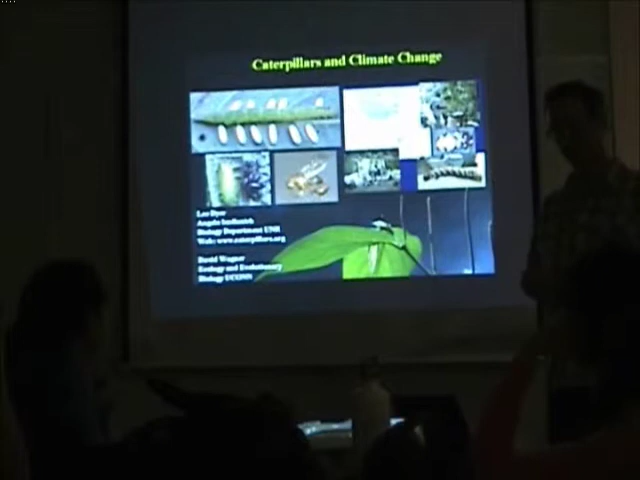 Caterpillars and Climate Change
Lee Dyer
Angela Smilanich
Biology Department UNR
Web: www.caterpillars.org
David Wagner
Ecology and Evolutionary
Biology UCONN